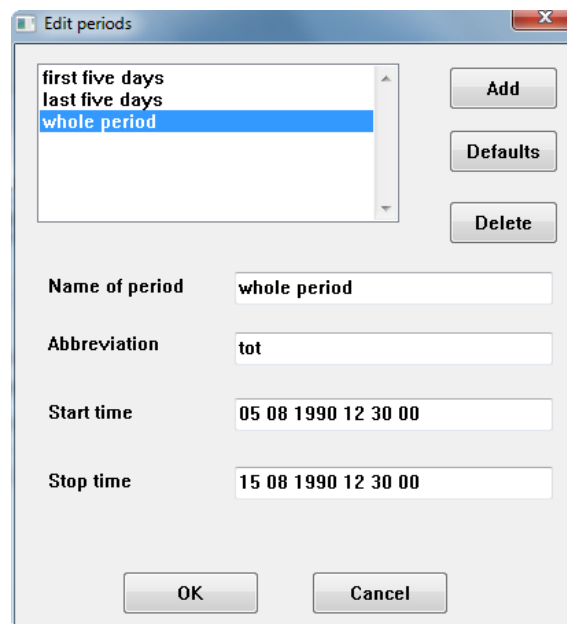 Edit periods
first five days
last five days
whole period
Add
Defaults
Delete
Name of period whole period
Abbreviation tot
Start time 05 08 1990 12 30 00
Stop time 15 08 1990 12 30 00
OK Cancel